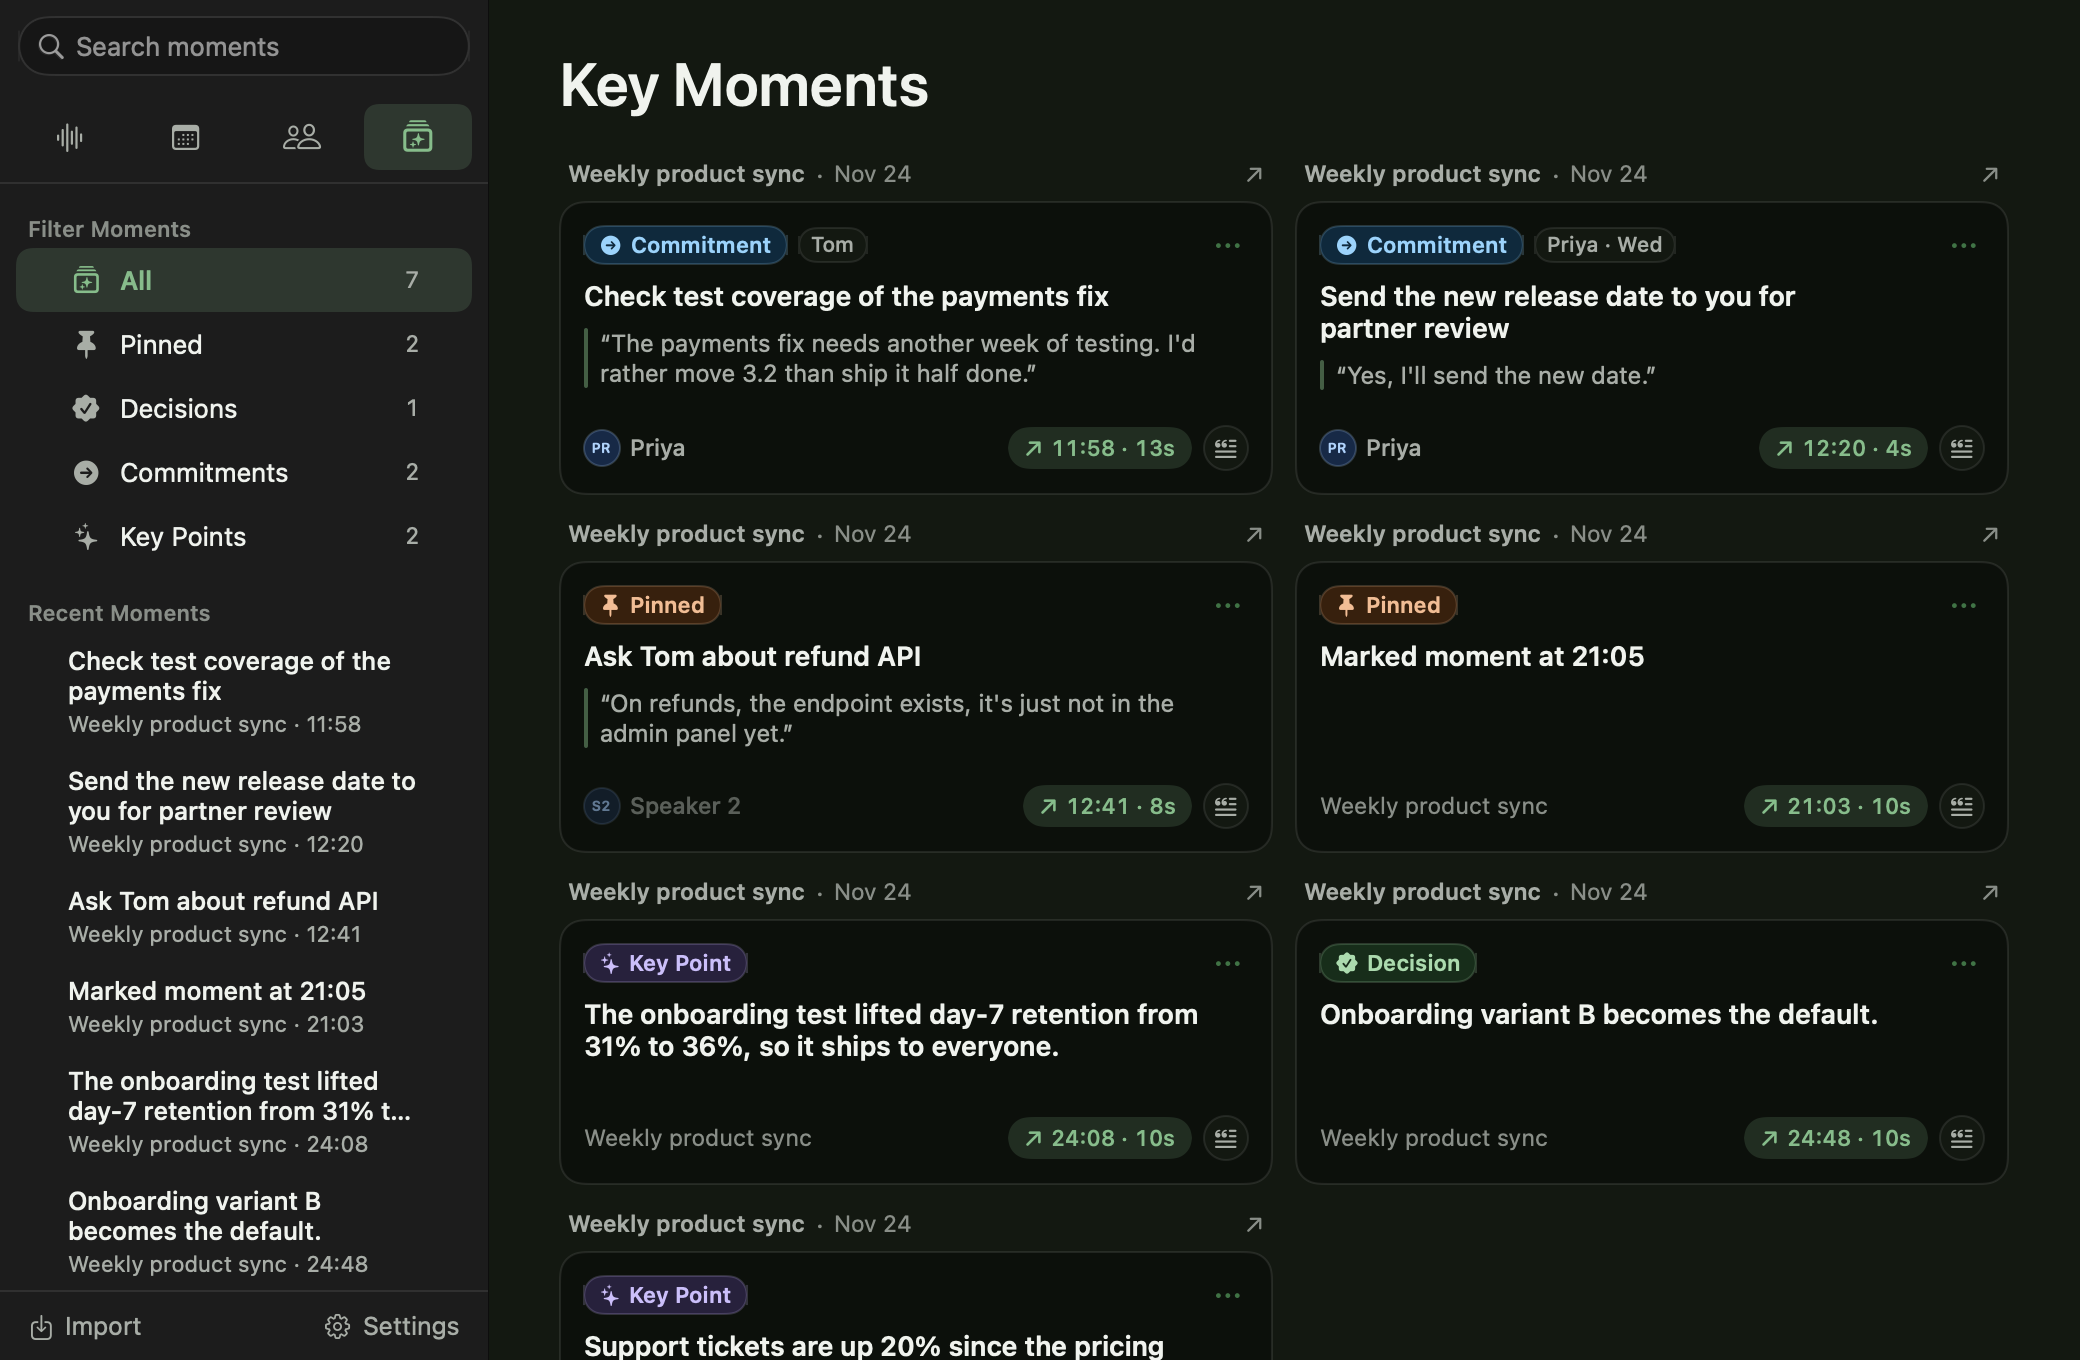 Search moments
Filter Moments
All 7
Pinned 2
Decisions 1
Commitments 2
Key Points 2
Recent Moments
Check test coverage of the
payments fix
Weekly product sync · 11:58
Send the new release date to
you for partner review
Weekly product sync · 12:20
Ask Tom about refund API
Weekly product sync · 12:41
Marked moment at 21:05
Weekly product sync · 21:03
The onboarding test lifted
day-7 retention from 31% t...
Weekly product sync · 24:08
Onboarding variant B
becomes the default.
Weekly product sync · 24:48
Import
Settings
Key Moments
Weekly product sync · Nov 24
Commitment Tom
Check test coverage of the payments fix
“The payments fix needs another week of testing. I'd
rather move 3.2 than ship it half done.”
PR Priya 11:58 · 13s
Weekly product sync · Nov 24
Commitment Priya · Wed
Send the new release date to you for
partner review
“Yes, I'll send the new date.”
PR Priya 12:20 · 4s
Weekly product sync · Nov 24
Pinned
Ask Tom about refund API
“On refunds, the endpoint exists, it's just not in the
admin panel yet.”
S2 Speaker 2 12:41 · 8s
Weekly product sync · Nov 24
Pinned
Marked moment at 21:05
Weekly product sync 21:03 · 10s
Weekly product sync · Nov 24
Key Point
The onboarding test lifted day-7 retention from
31% to 36%, so it ships to everyone.
Weekly product sync 24:08 · 10s
Weekly product sync · Nov 24
Decision
Onboarding variant B becomes the default.
Weekly product sync 24:48 · 10s
Weekly product sync · Nov 24
Key Point
Support tickets are up 20% since the pricing